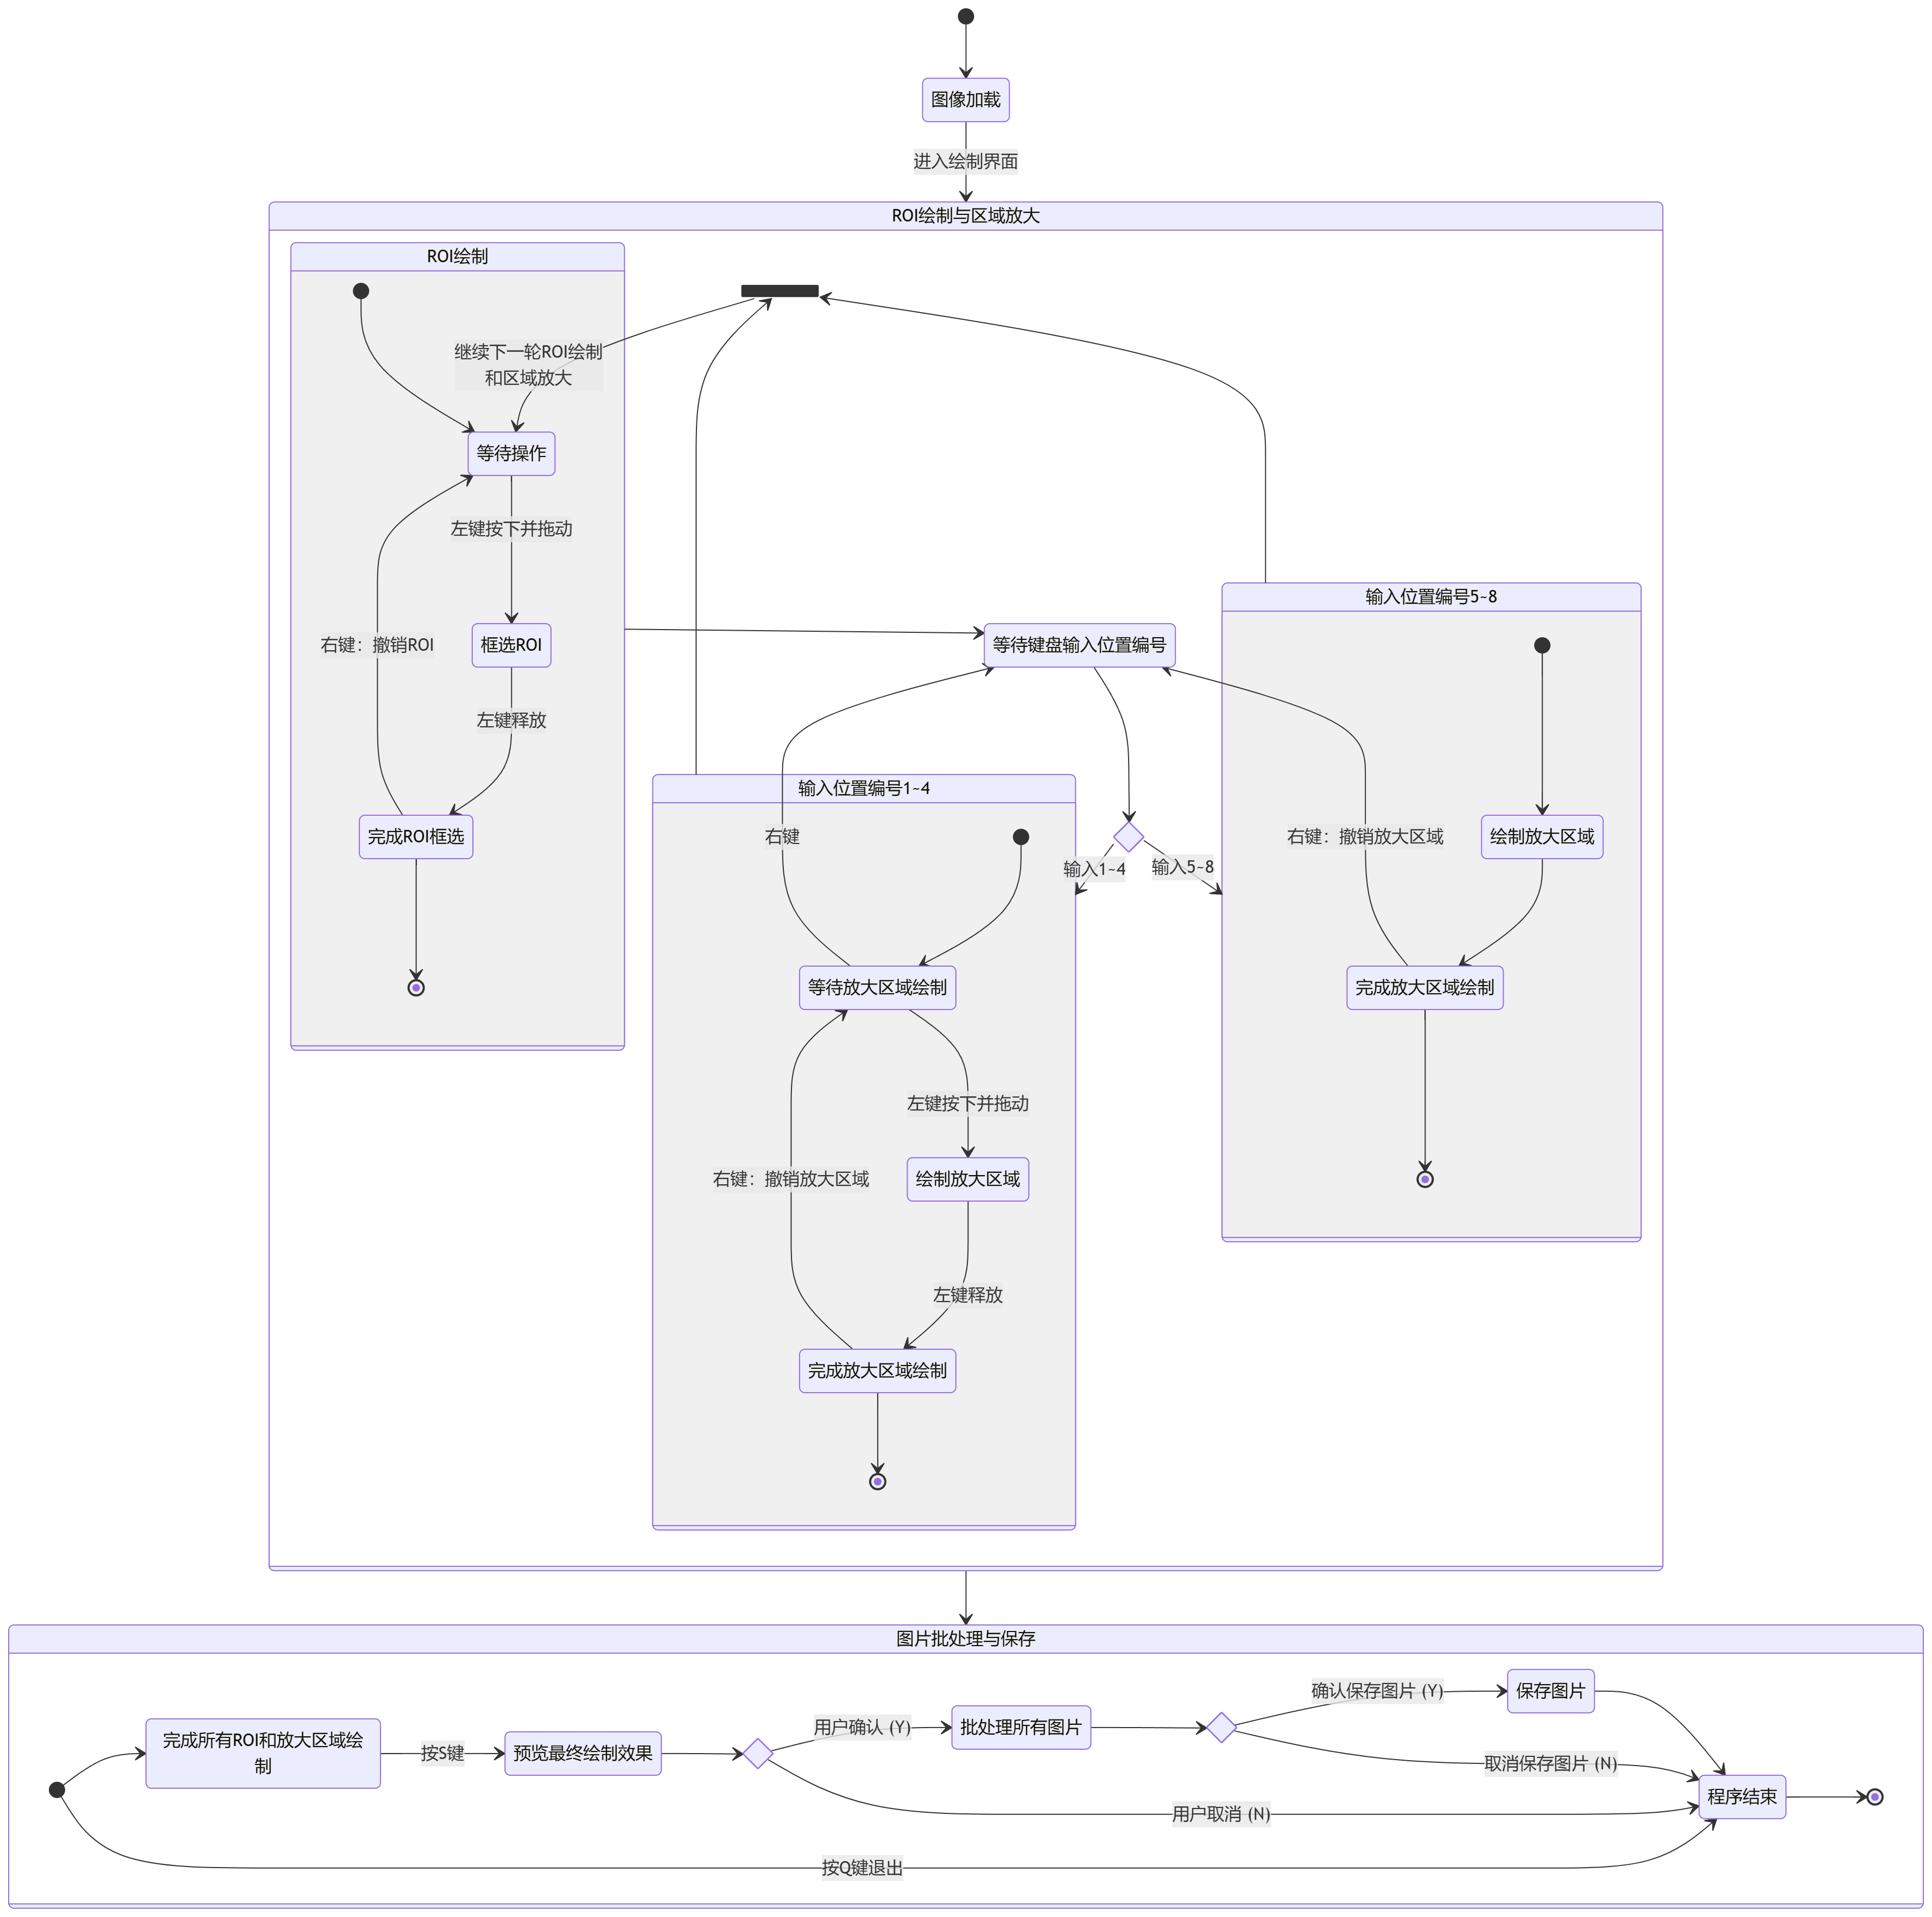 图像加载
进入绘制界面
ROI绘制与区域放大
ROI绘制
继续下一轮ROI绘制
和区域放大
等待操作
左键按下并拖动
右键：撤销ROI
框选ROI
左键释放
完成ROI框选
等待键盘输入位置编号
输入1~4
输入5~8
输入位置编号1~4
右键
等待放大区域绘制
左键按下并拖动
右键：撤销放大区域
绘制放大区域
左键释放
完成放大区域绘制
输入位置编号5~8
绘制放大区域
右键：撤销放大区域
完成放大区域绘制
图片批处理与保存
完成所有ROI和放大区域绘
制
按S键
预览最终绘制效果
用户确认 (Y)
批处理所有图片
确认保存图片 (Y)
保存图片
取消保存图片 (N)
用户取消 (N)
程序结束
按Q键退出